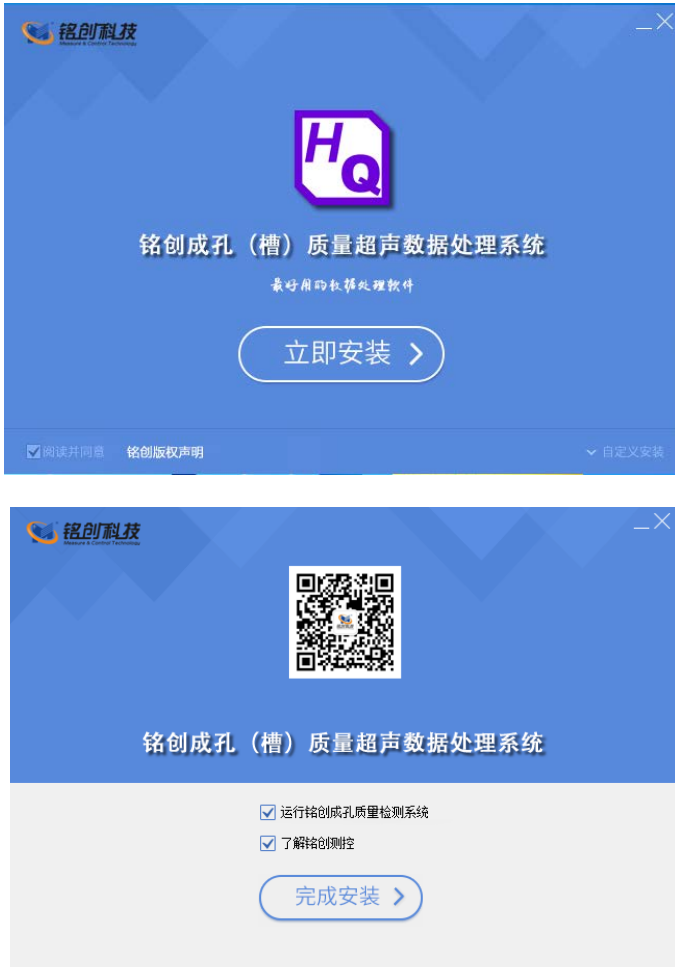 铭创科技
Measure & Control Technology
HQ
铭创成孔（槽）质量超声数据处理系统
最好用的数据处理软件
立即安装
阅读并同意 铭创版权声明
自定义安装
铭创科技
Measure & Control Technology
铭创成孔（槽）质量超声数据处理系统
运行铭创成孔质量检测系统
了解铭创测控
完成安装